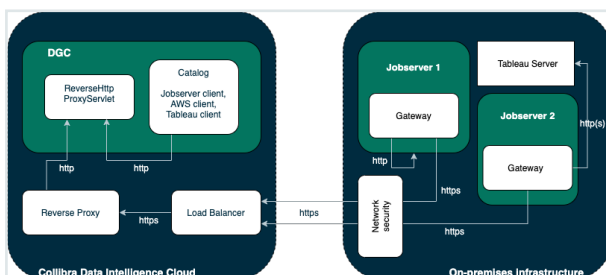 DGC
ReverseHttp
ProxyServlet
Catalog
Jobserver client,
AWS client,
Tableau client
http
http
Reverse Proxy
https
Load Balancer
https
Collibra Data Intelligence Cloud
Jobserver 1
Gateway
http
https
Network
security
Tableau Server
Jobserver 2
http(s)
Gateway
https
On-premises Infrastructure